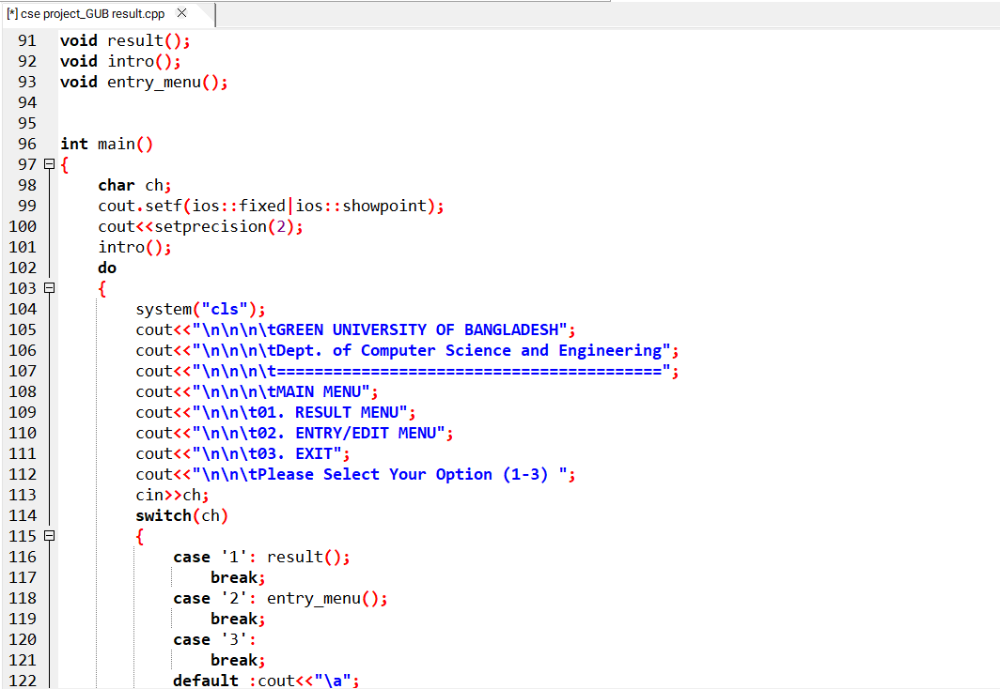 [*] cse project_GUB result.cpp ×
91 void result();
92 void intro();
93 void entry_menu();
94
95
96 int main()
97 {
98 char ch;
99 cout.setf(ios::fixed|ios::showpoint);
100 cout<<setprecision(2);
101 intro();
102 do
103 {
104 system("cls");
105 cout<<"\n\n\n\tGREEN UNIVERSITY OF BANGLADESH";
106 cout<<"\n\n\n\tDept. of Computer Science and Engineering";
107 cout<<"\n\n\n\t=========================================";
108 cout<<"\n\n\n\tMAIN MENU";
109 cout<<"\n\n\t01. RESULT MENU";
110 cout<<"\n\n\t02. ENTRY/EDIT MENU";
111 cout<<"\n\n\t03. EXIT";
112 cout<<"\n\n\tPlease Select Your Option (1-3) ";
113 cin>>ch;
114 switch(ch)
115 {
116 case '1': result();
117 break;
118 case '2': entry_menu();
119 break;
120 case '3':
121 break;
122 default :cout<<"\a";